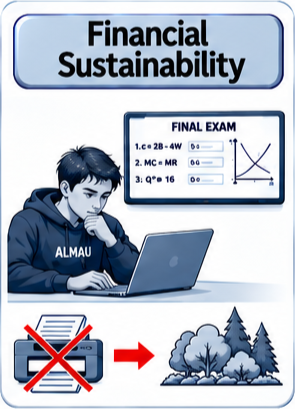 Financial
Sustainability
FINAL EXAM
1.c = 28 - 4W
2. MC = MR
3: Q*= 16
ALMAU